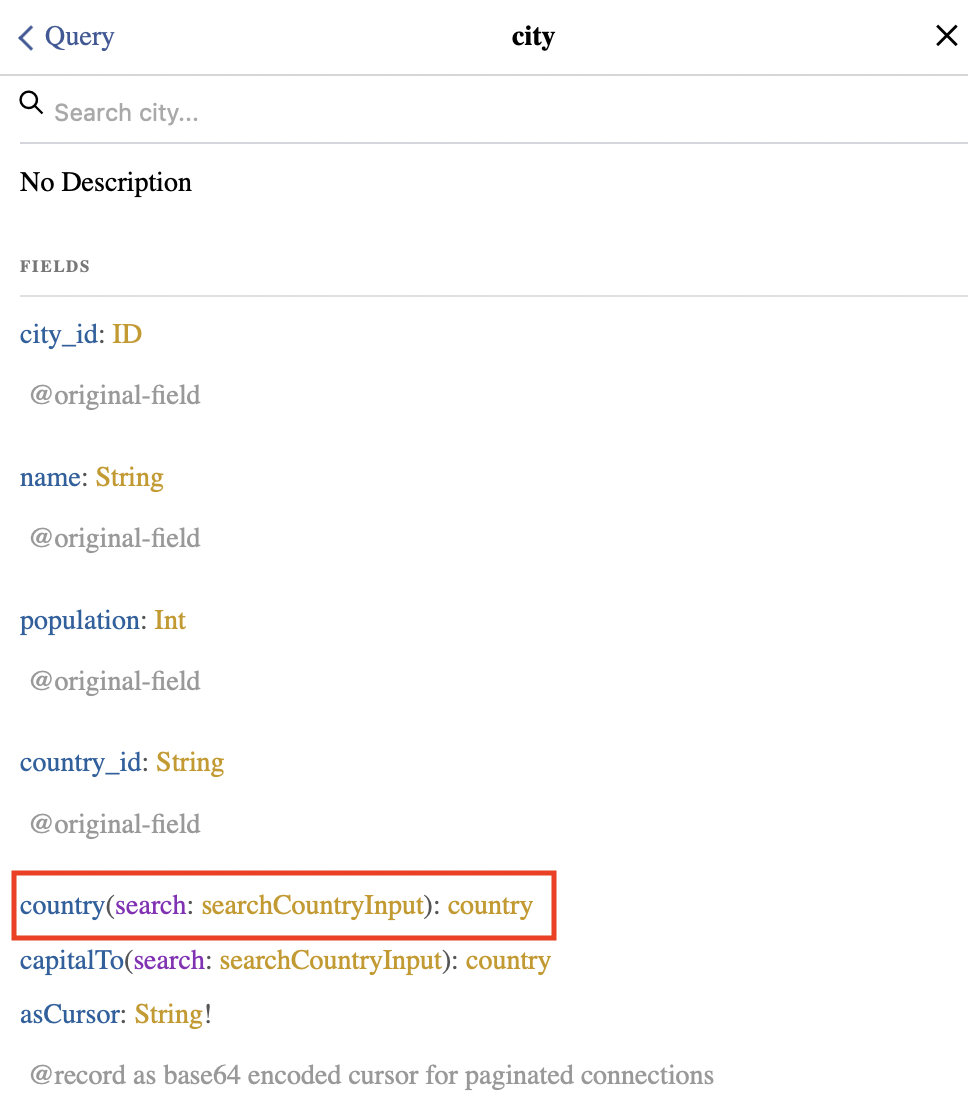 Query
city
Search city...
No Description
FIELDS
city_id: ID
@original-field
name: String
@original-field
population: Int
@original-field
country_id: String
@original-field
country(search: searchCountryInput): country
capitalTo(search: searchCountryInput): country
asCursor: String!
@record as base64 encoded cursor for paginated connections